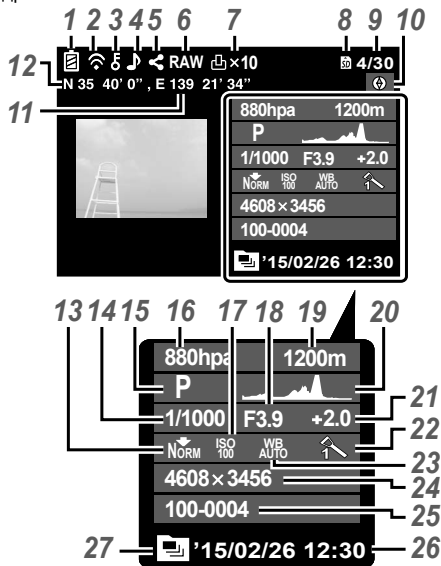 1 2 3 4 5 6 7 8 9 10
RAW ×10 SD 4/30
12 N 35 40' 0", E 139 21' 34"
11
880hpa 1200m
P
1/1000 F3.9 +2.0
NORM ISO 100 WB AUTO 1
4608×3456
100-0004
'15/02/26 12:30
13 14 15 16 17 18 19 20
880hpa 1200m
P
1/1000 F3.9 +2.0 21
NORM ISO 100 WB AUTO 1 22
23
4608×3456 24
100-0004 25
27 '15/02/26 12:30 26